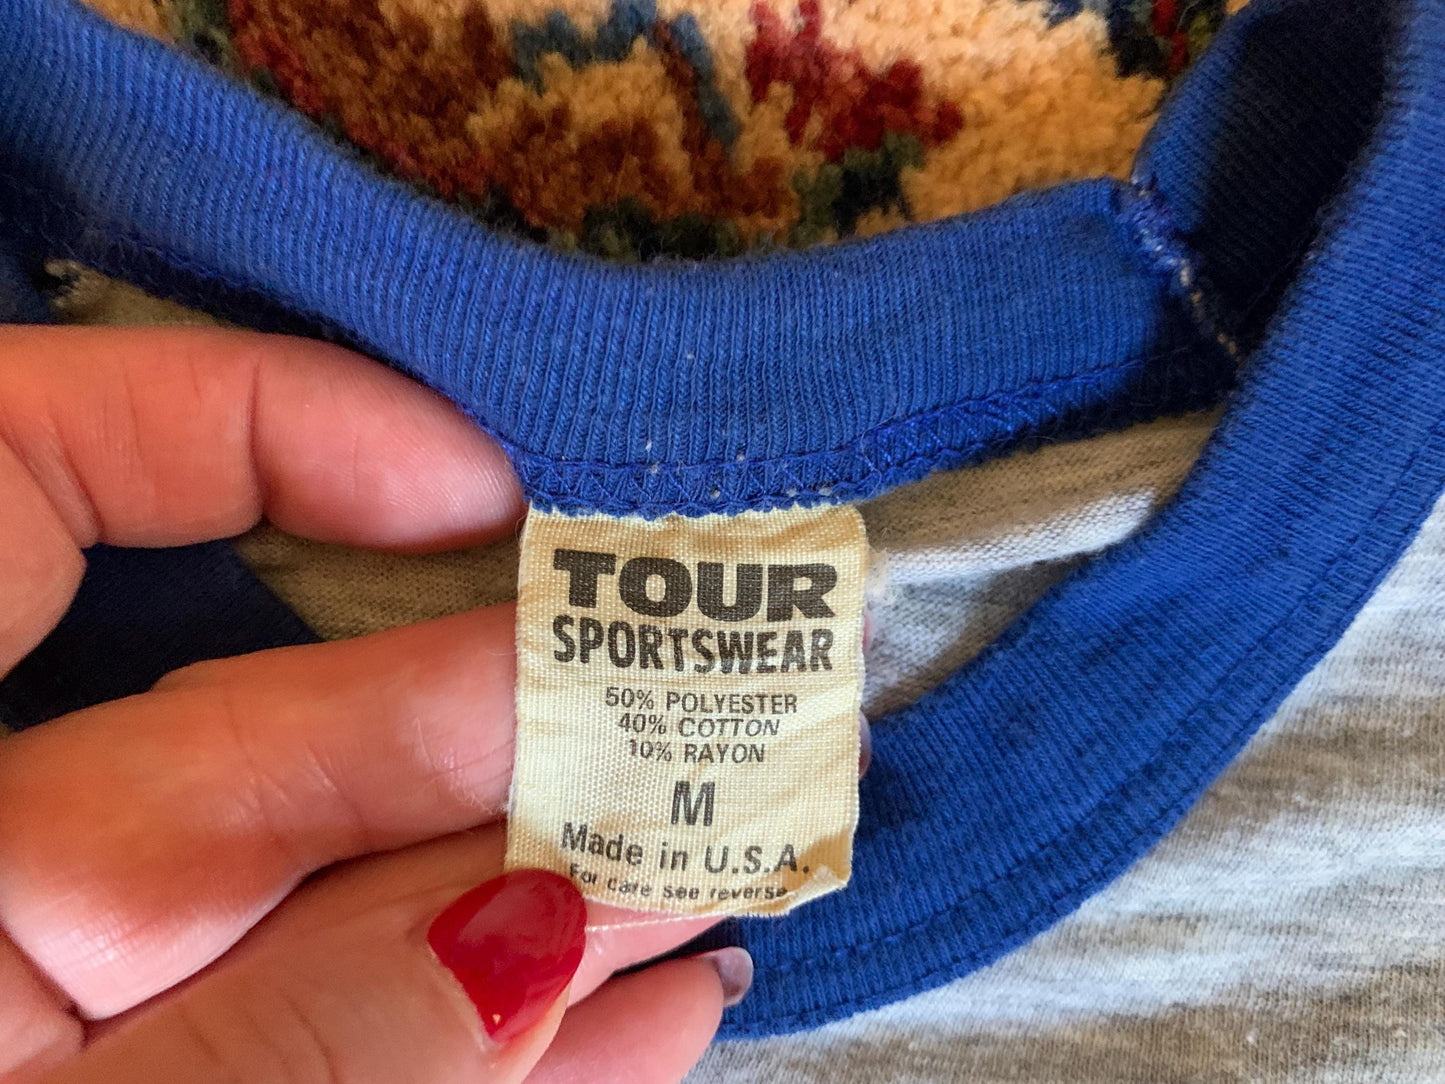 TOUR
SPORTSWEAR
50% POLYESTER
40% COTTON
10% RAYON
M
Made in U.S.A.
For care see reverse